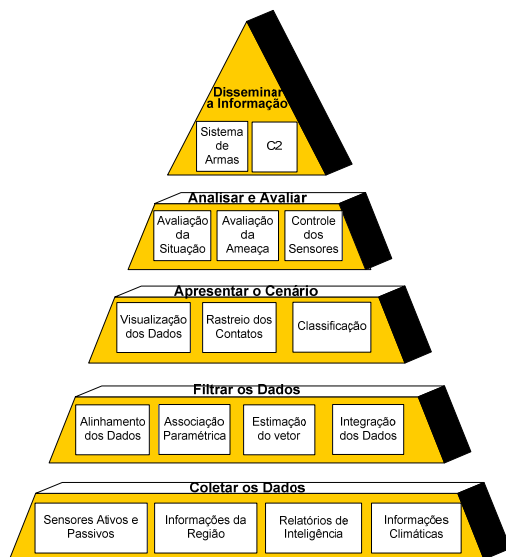 Disseminar
a Informação
Sistema
de
Armas
C2
Analisar e Avaliar
Avaliação
da
Situação
Avaliação
da
Ameaça
Controle
dos
Sensores
Apresentar o Cenário
Visualização
dos Dados
Rastreio dos
Contatos
Classificação
Filtrar os Dados
Alinhamento
dos Dados
Associação
Paramétrica
Estimação
do vetor
Integração
dos Dados
Coletar os Dados
Sensores Ativos e
Passivos
Informações da
Região
Relatórios de
Inteligência
Informações
Climáticas